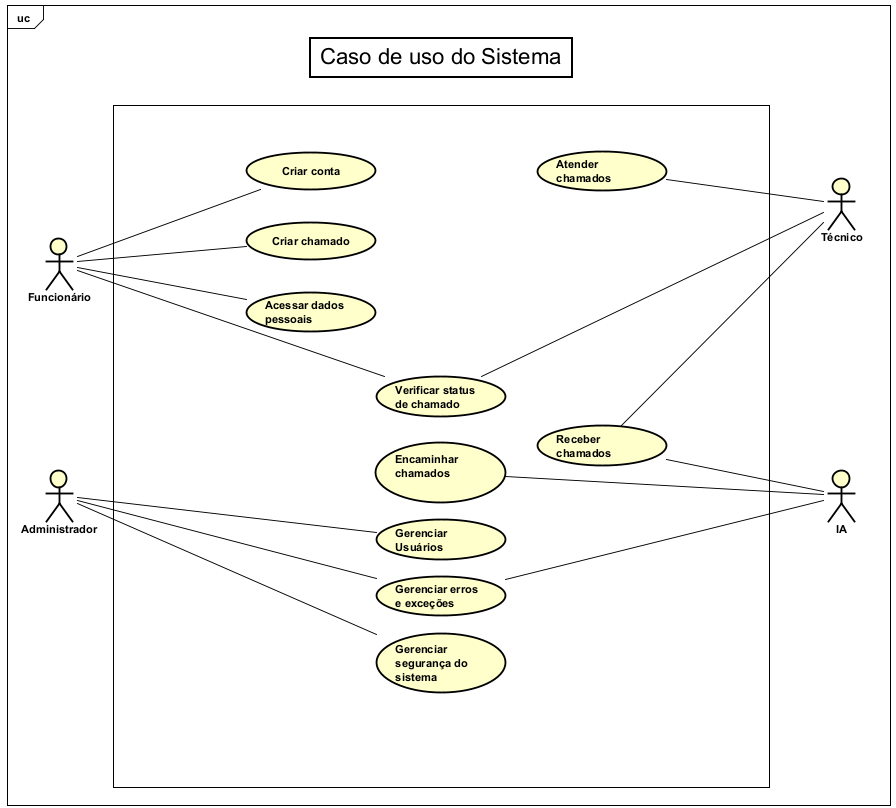 uc
Caso de uso do Sistema
Criar conta
Atender
chamados
Técnico
Criar chamado
Funcionário
Acessar dados
pessoais
Verificar status
de chamado
Receber
chamados
Encaminhar
chamados
Administrador
IA
Gerenciar
Usuários
Gerenciar erros
e exceções
Gerenciar
segurança do
sistema